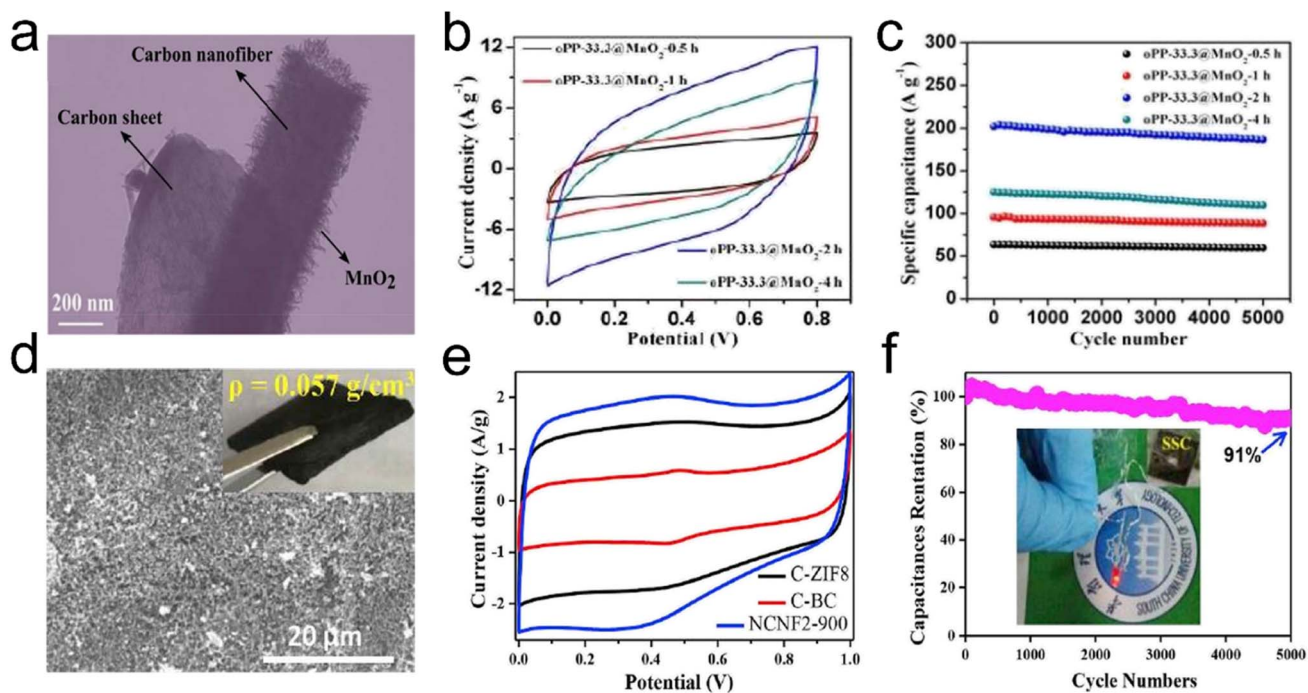 a
Carbon nanofiber
Carbon sheet
MnO2
200 nm
b
Current density (A g-1)
12
6
0
-6
-12
oPP-33.3@MnO2-0.5 h
oPP-33.3@MnO2-1 h
oPP-33.3@MnO2-2 h
oPP-33.3@MnO2-4 h
0.0 0.2 0.4 0.6 0.8
Potential (V)
c
Specific capacitance (A g-1)
300
250
200
150
100
50
0
oPP-33.3@MnO2-0.5 h
oPP-33.3@MnO2-1 h
oPP-33.3@MnO2-2 h
oPP-33.3@MnO2-4 h
0 1000 2000 3000 4000 5000
Cycle number
d
ρ = 0.057 g/cm3
20 μm
e
Current density (A/g)
2
1
0
-1
-2
C-ZIF8
C-BC
NCNF2-900
0.0 0.2 0.4 0.6 0.8 1.0
Potential (V)
f
Capacitances Rentation (%)
100
80
60
40
20
0
91%
SSC
SOUTH CHINA UNIVERSITY OF TECHNOLOGY
0 1000 2000 3000 4000 5000
Cycle Numbers